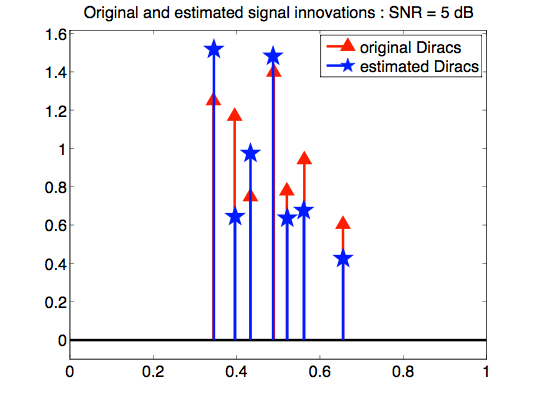 Original and estimated signal innovations : SNR = 5 dB
original Diracs
estimated Diracs
1.6
1.4
1.2
1
0.8
0.6
0.4
0.2
0
0 0.2 0.4 0.6 0.8 1